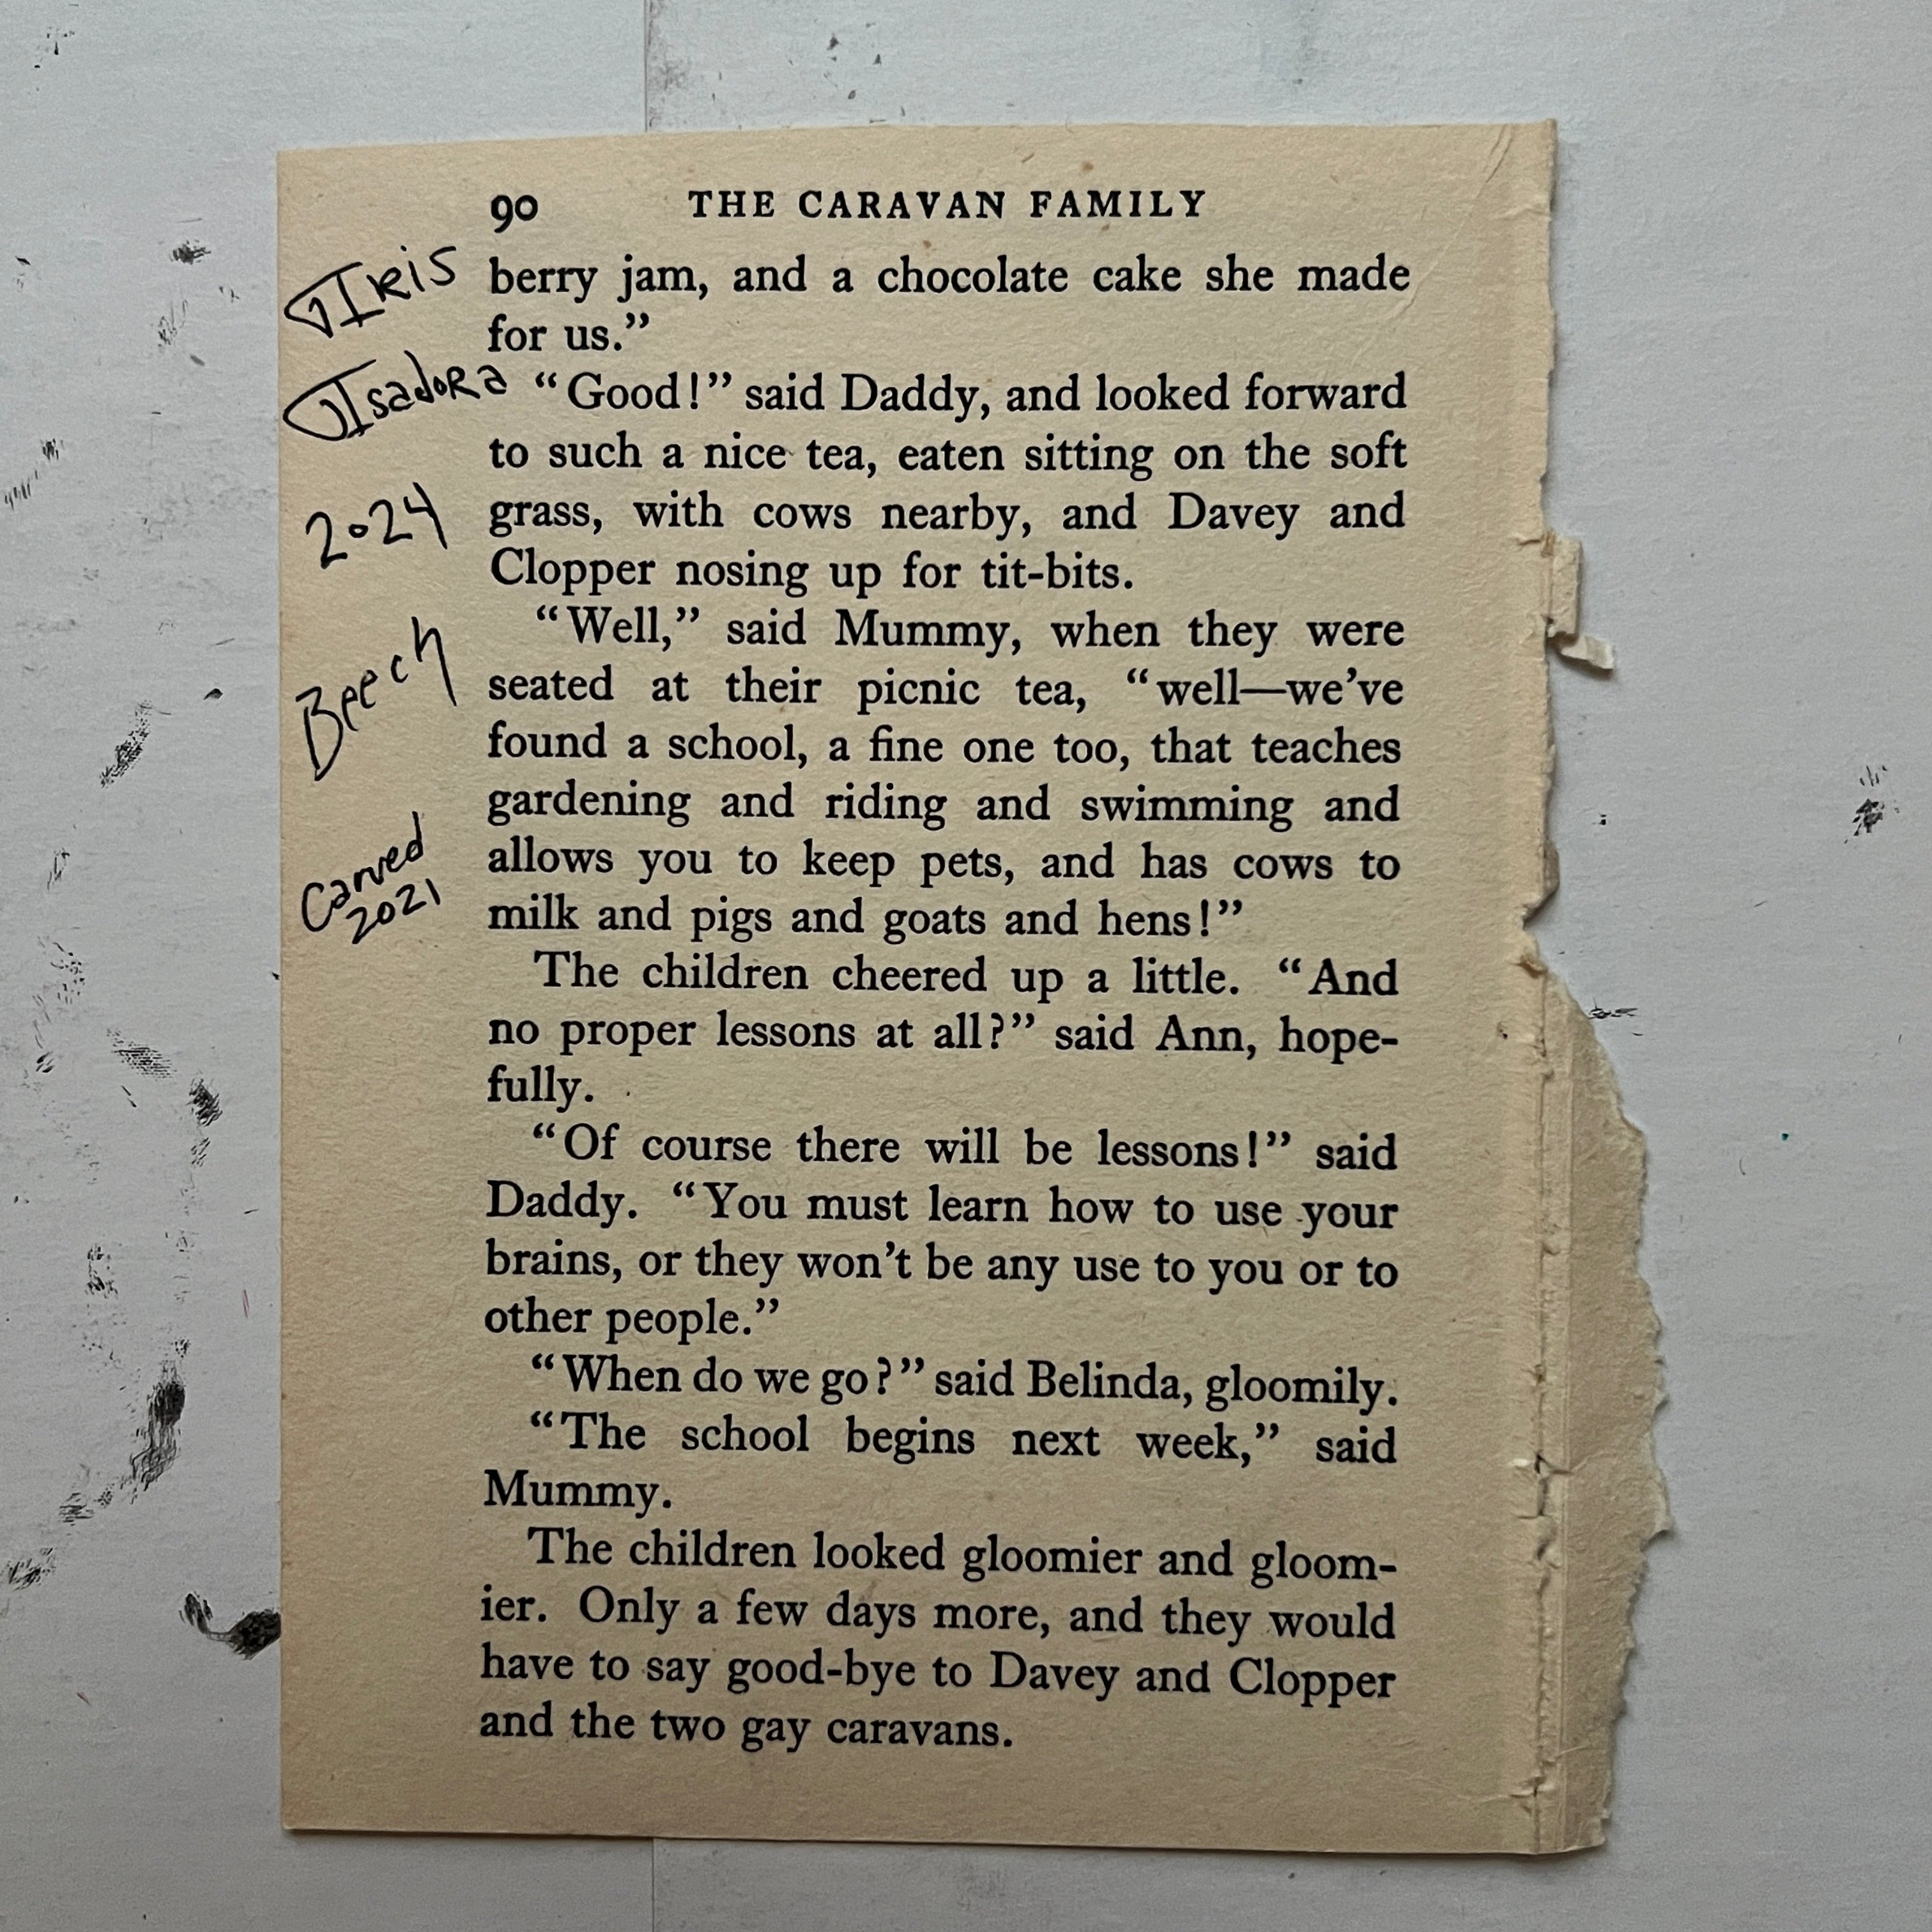 90 THE CARAVAN FAMILY
Iris
berry jam, and a chocolate cake she made
for us.”
Isadora
“Good!” said Daddy, and looked forward
to such a nice tea, eaten sitting on the soft
2024
grass, with cows nearby, and Davey and
Clopper nosing up for tit-bits.
“Well,” said Mummy, when they were
Beech
seated at their picnic tea, “well—we’ve
found a school, a fine one too, that teaches
gardening and riding and swimming and
Carved
2021
allows you to keep pets, and has cows to
milk and pigs and goats and hens!”
The children cheered up a little. “And
no proper lessons at all?” said Ann, hope-
fully.
“Of course there will be lessons!” said
Daddy. “You must learn how to use your
brains, or they won’t be any use to you or to
other people.”
“When do we go?” said Belinda, gloomily.
“The school begins next week,” said
Mummy.
The children looked gloomier and gloom-
ier. Only a few days more, and they would
have to say good-bye to Davey and Clopper
and the two gay caravans.